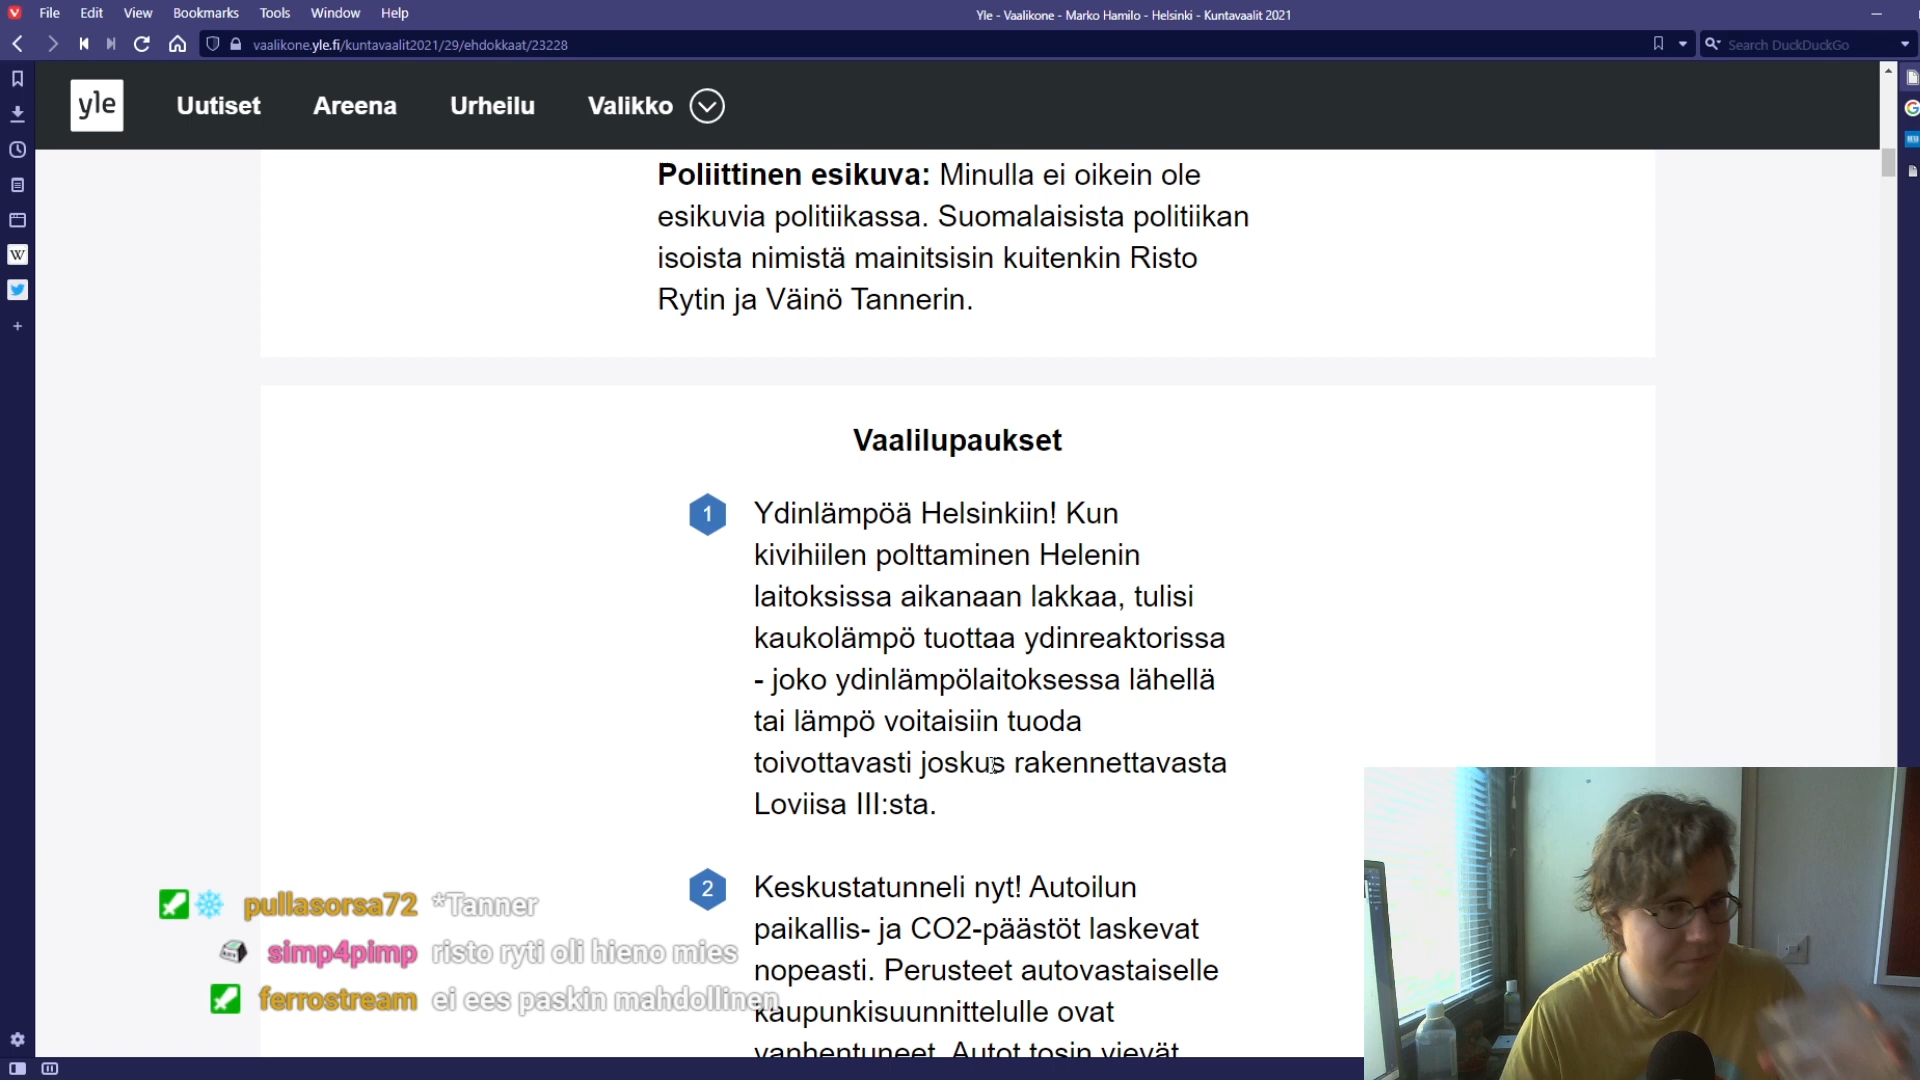 File Edit View Bookmarks Tools Window Help
Yle - Vaalikone - Marko Hamilo - Helsinki - Kuntavaalit 2021
vaalikone.yle.fi/kuntavaalit2021/29/ehdokkaat/23228
Search DuckDuckGo
yle Uutiset Areena Urheilu Valikko
Poliittinen esikuva: Minulla ei oikein ole
esikuvia politiikassa. Suomalaisista politiikan
isoista nimistä mainitsisin kuitenkin Risto
Rytin ja Väinö Tannerin.
Vaalilupaukset
1 Ydinlämpöä Helsinkiin! Kun
kivihiilen polttaminen Helenin
laitoksissa aikanaan lakkaa, tulisi
kaukolämpö tuottaa ydinreaktorissa
- joko ydinlämpölaitoksessa lähellä
tai lämpö voitaisiin tuoda
toivottavasti joskus rakennettavasta
Loviisa III:sta.
2 Keskustatunneli nyt! Autoilun
paikallis- ja CO2-päästöt laskevat
nopeasti. Perusteet autovastaiselle
kaupunkisuunnittelulle ovat
vanhentuneet. Autot tosin vievät
pullasorsa72 *Tanner
simp4pimp risto ryti oli hieno mies
ferrostream ei ees paskin mahdollinen
W